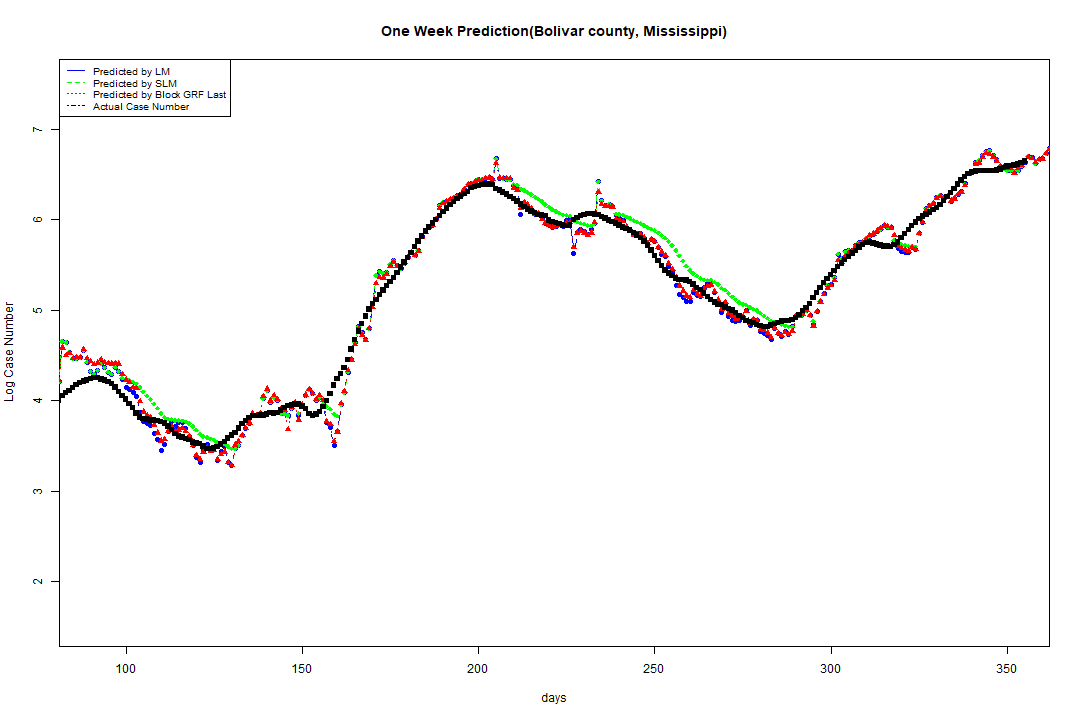 One Week Prediction(Bolivar county, Mississippi)
Predicted by LM
Predicted by SLM
Predicted by Block GRF Last
Actual Case Number
7
6
5
4
3
2
Log Case Number
100 150 200 250 300 350
days